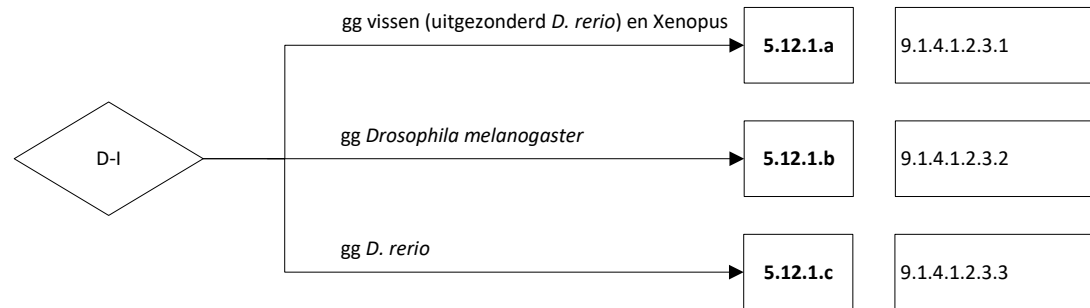 gg vissen (uitgezonderd D. rerio) en Xenopus
5.12.1.a
9.1.4.1.2.3.1
D-I
gg Drosophila melanogaster
5.12.1.b
9.1.4.1.2.3.2
gg D. rerio
5.12.1.c
9.1.4.1.2.3.3